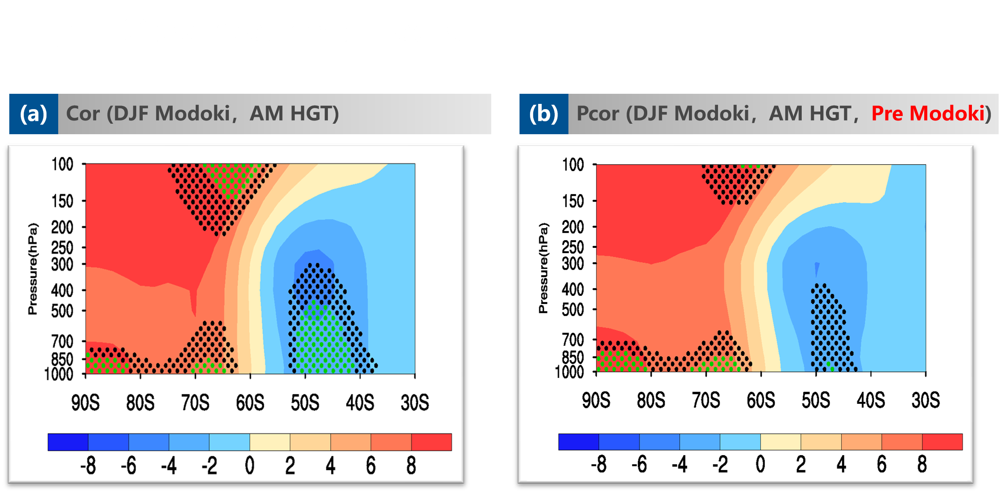 (a) Cor (DJF Modoki，AM HGT)
(b) Pcor (DJF Modoki，AM HGT，Pre Modoki)
Pressure(hPa)
100
150
200
250
300
400
500
700
850
1000
90S 80S 70S 60S 50S 40S 30S
-8 -6 -4 -2 0 2 4 6 8
Pressure(hPa)
100
150
200
250
300
400
500
700
850
1000
90S 80S 70S 60S 50S 40S 30S
-8 -6 -4 -2 0 2 4 6 8